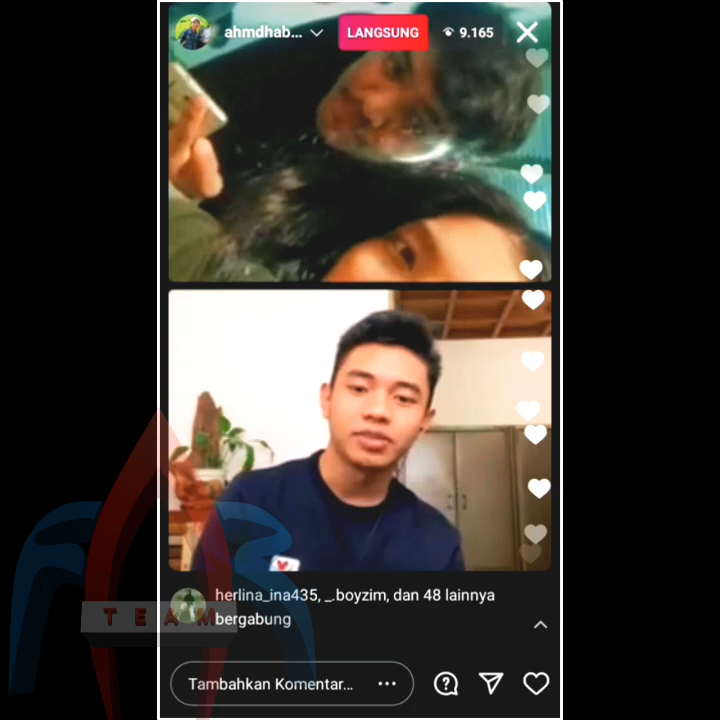 ahmdhab...
LANGSUNG
9.165
herlina_ina435, _.boyzim, dan 48 lainnya
bergabung
TEAM
Tambahkan Komentar...